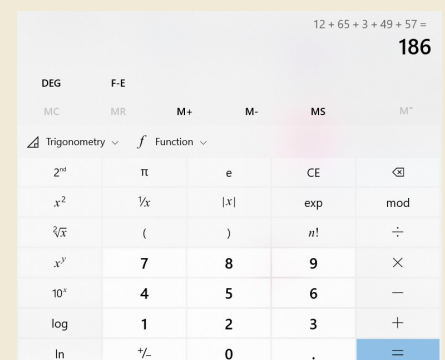 12 + 65 + 3 + 49 + 57 =
186
DEG F-E
MC MR M+ M- MS M˅
Trigonometry f Function
2ⁿᵈ π e CE
x² ¹/x |x| exp mod
²√x ( ) n! ÷
xʸ 7 8 9 ×
10ˣ 4 5 6 −
log 1 2 3 +
ln +/− 0 . =